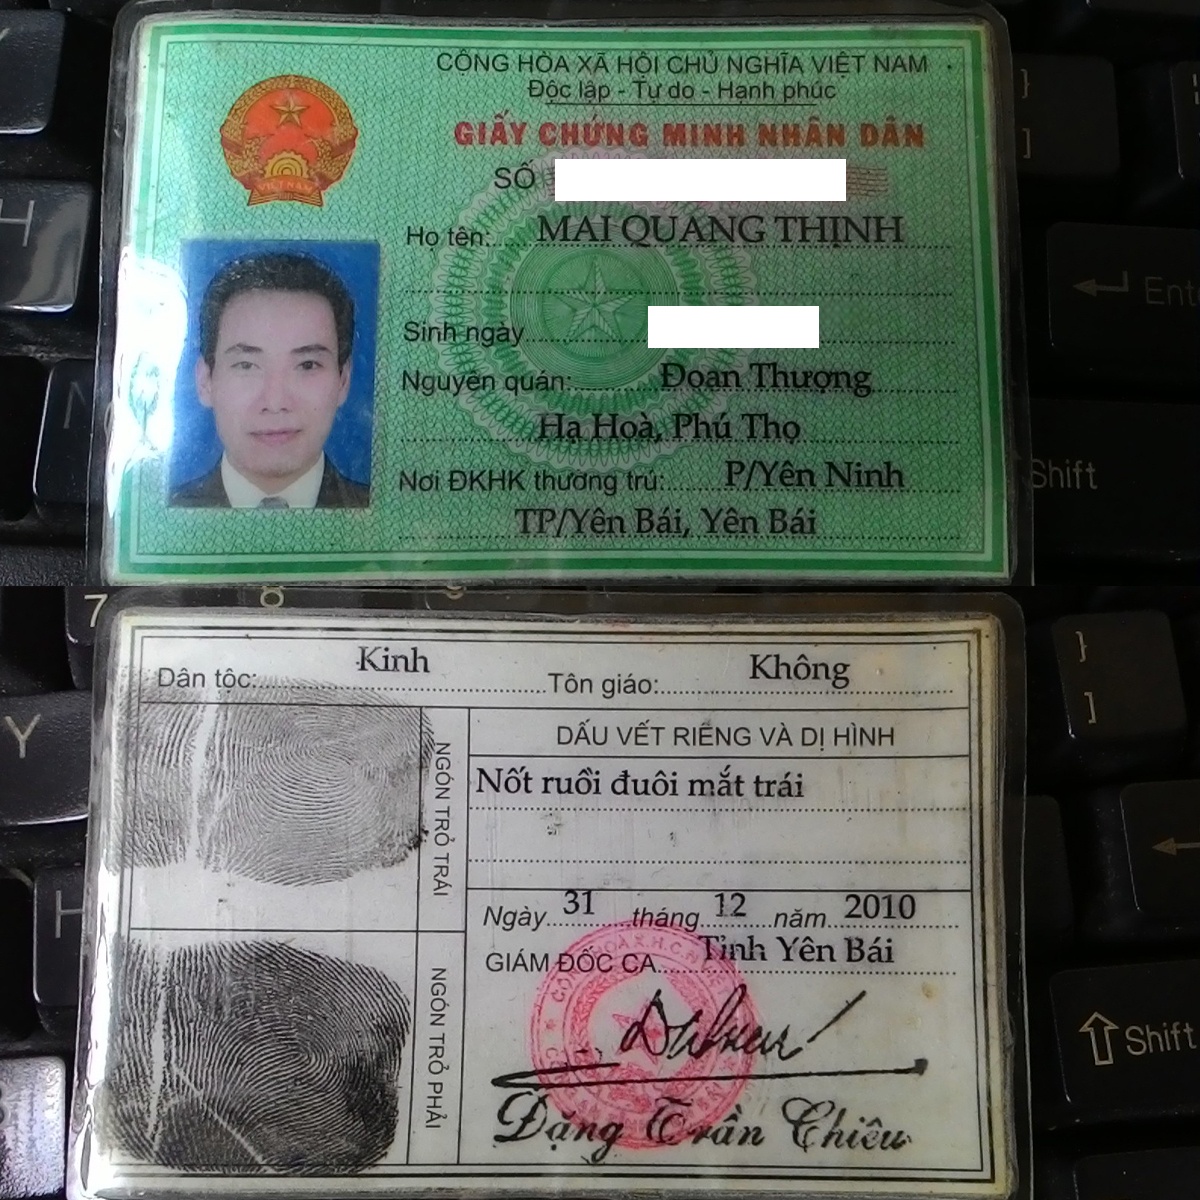 CỘNG HÒA XÃ HỘI CHỦ NGHĨA VIỆT NAM
Độc lập - Tự do - Hạnh phúc
GIẤY CHỨNG MINH NHÂN DÂN
VIỆT NAM
SỐ
Họ tên: MAI QUANG THỊNH
Sinh ngày
Nguyên quán: Đoan Thượng
Hạ Hoà, Phú Thọ
Nơi ĐKHK thường trú: P/Yên Ninh
TP/Yên Bái, Yên Bái
H
N
}
]
Enter
Shift
7
8
9
Dân tộc: Kinh Tôn giáo: Không
NGÓN TRỎ TRÁI
DẤU VẾT RIÊNG VÀ DỊ HÌNH
Nốt ruồi đuôi mắt trái
Ngày 31 tháng 12 năm 2010
GIÁM ĐỐC CA Tỉnh Yên Bái
NGÓN TRỎ PHẢI
Đặng Trần Chiêu
Y
H
}
]
Shift